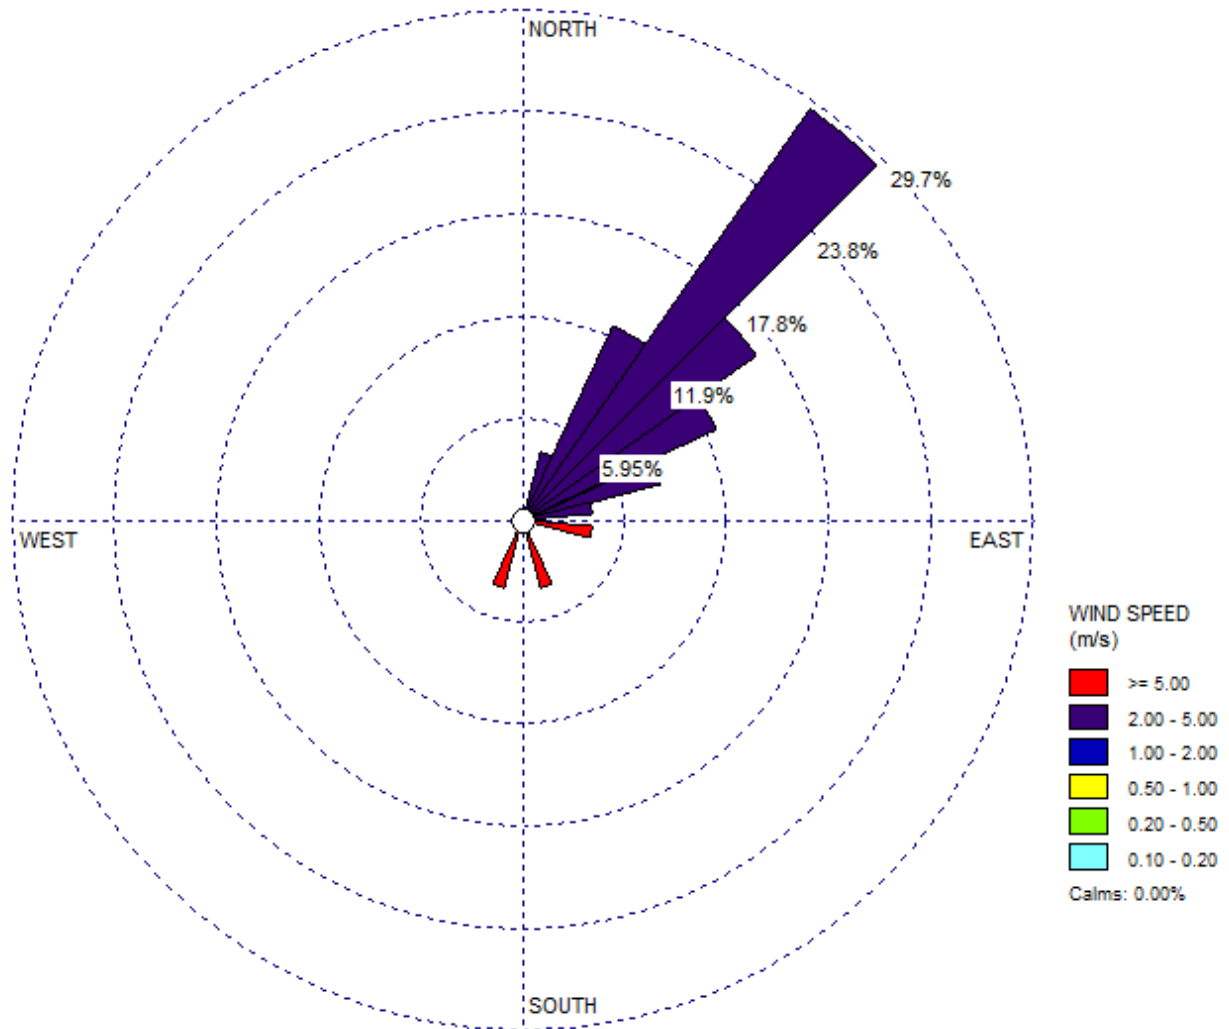 NORTH
29.7%
23.8%
17.8%
11.9%
5.95%
WEST
EAST
SOUTH
WIND SPEED
(m/s)
>= 5.00
2.00 - 5.00
1.00 - 2.00
0.50 - 1.00
0.20 - 0.50
0.10 - 0.20
Calms: 0.00%